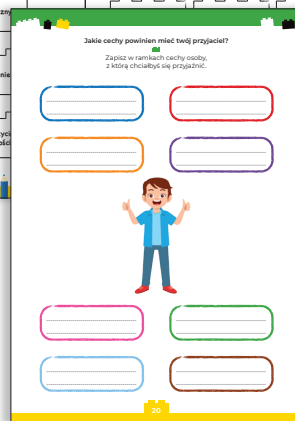 Jakie cechy powinien mieć twój przyjaciel?
Zapisz w ramkach cechy osoby,
z którą chciałbyś się przyjaźnić.
20